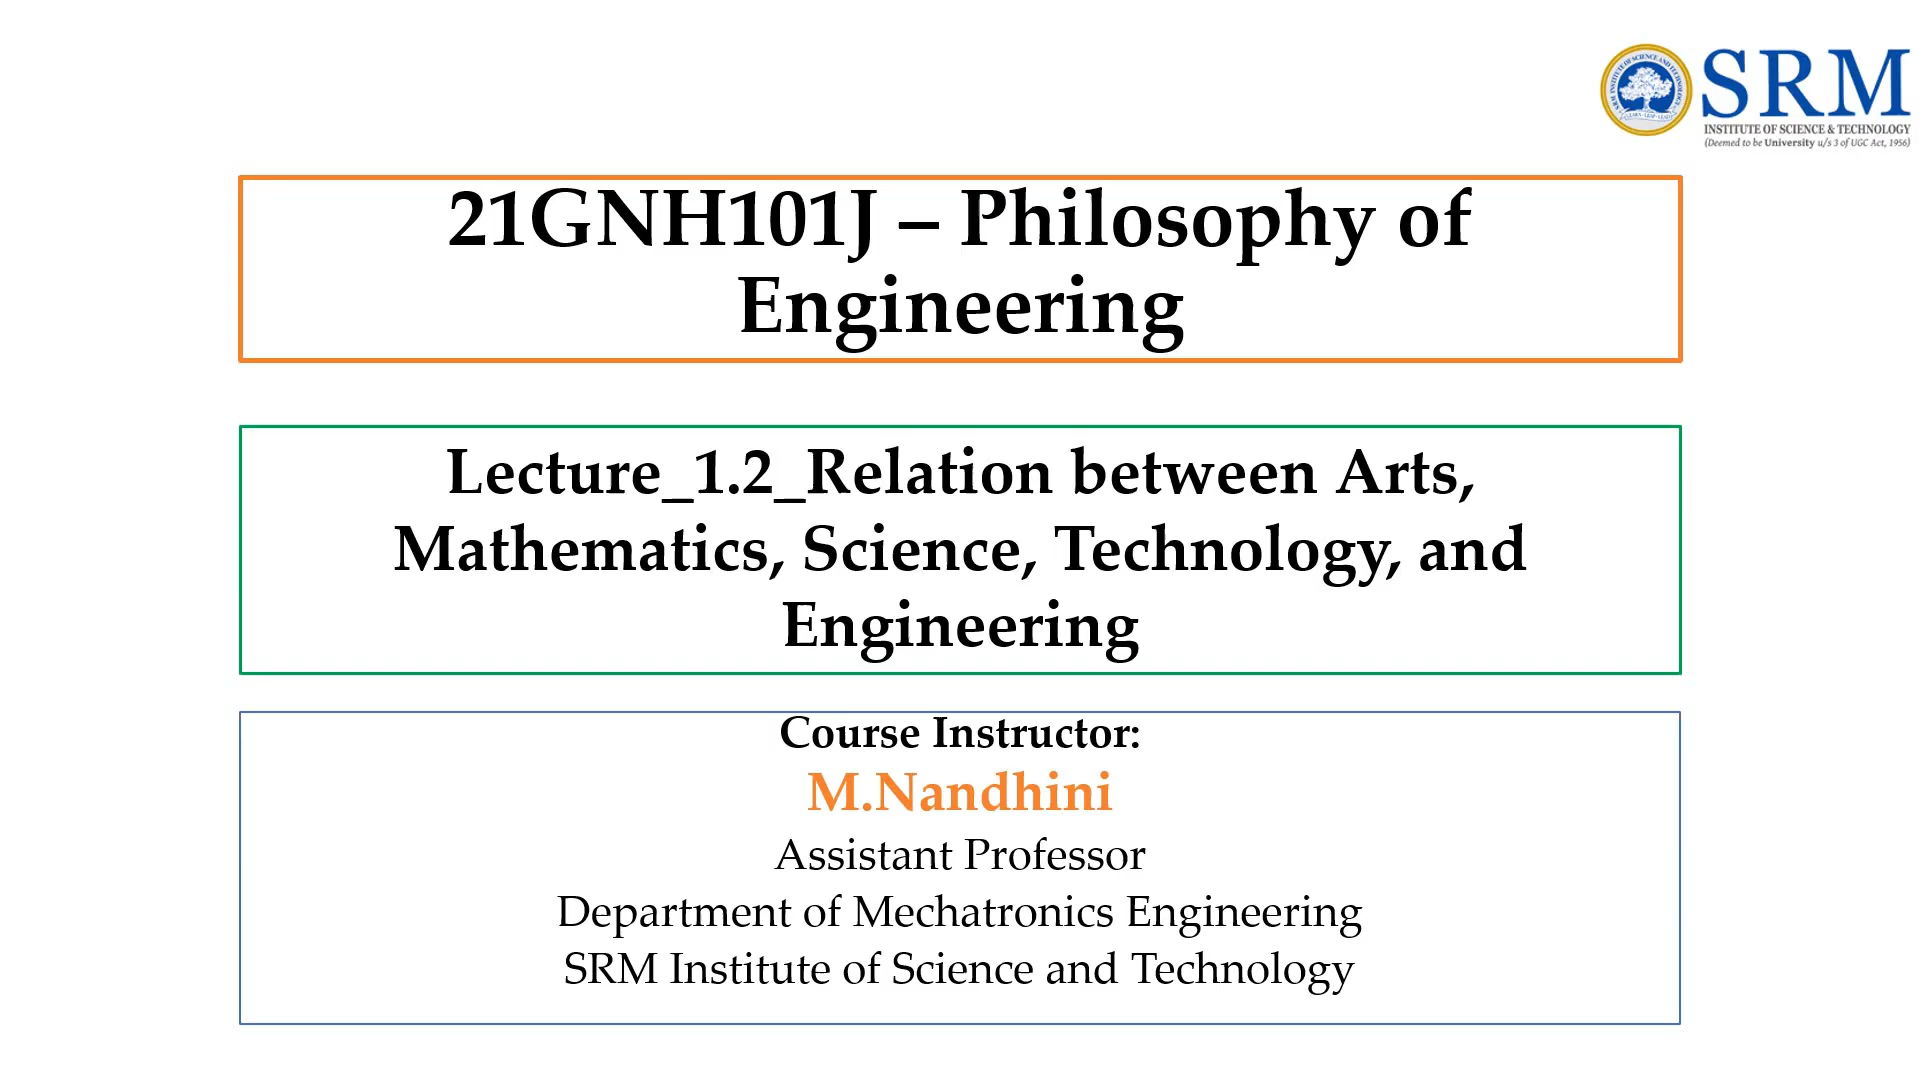 SRM
INSTITUTE OF SCIENCE & TECHNOLOGY
(Deemed to be University u/s 3 of UGC Act, 1956)
21GNH101J – Philosophy of
Engineering
Lecture_1.2_Relation between Arts,
Mathematics, Science, Technology, and
Engineering
Course Instructor:
M.Nandhini
Assistant Professor
Department of Mechatronics Engineering
SRM Institute of Science and Technology